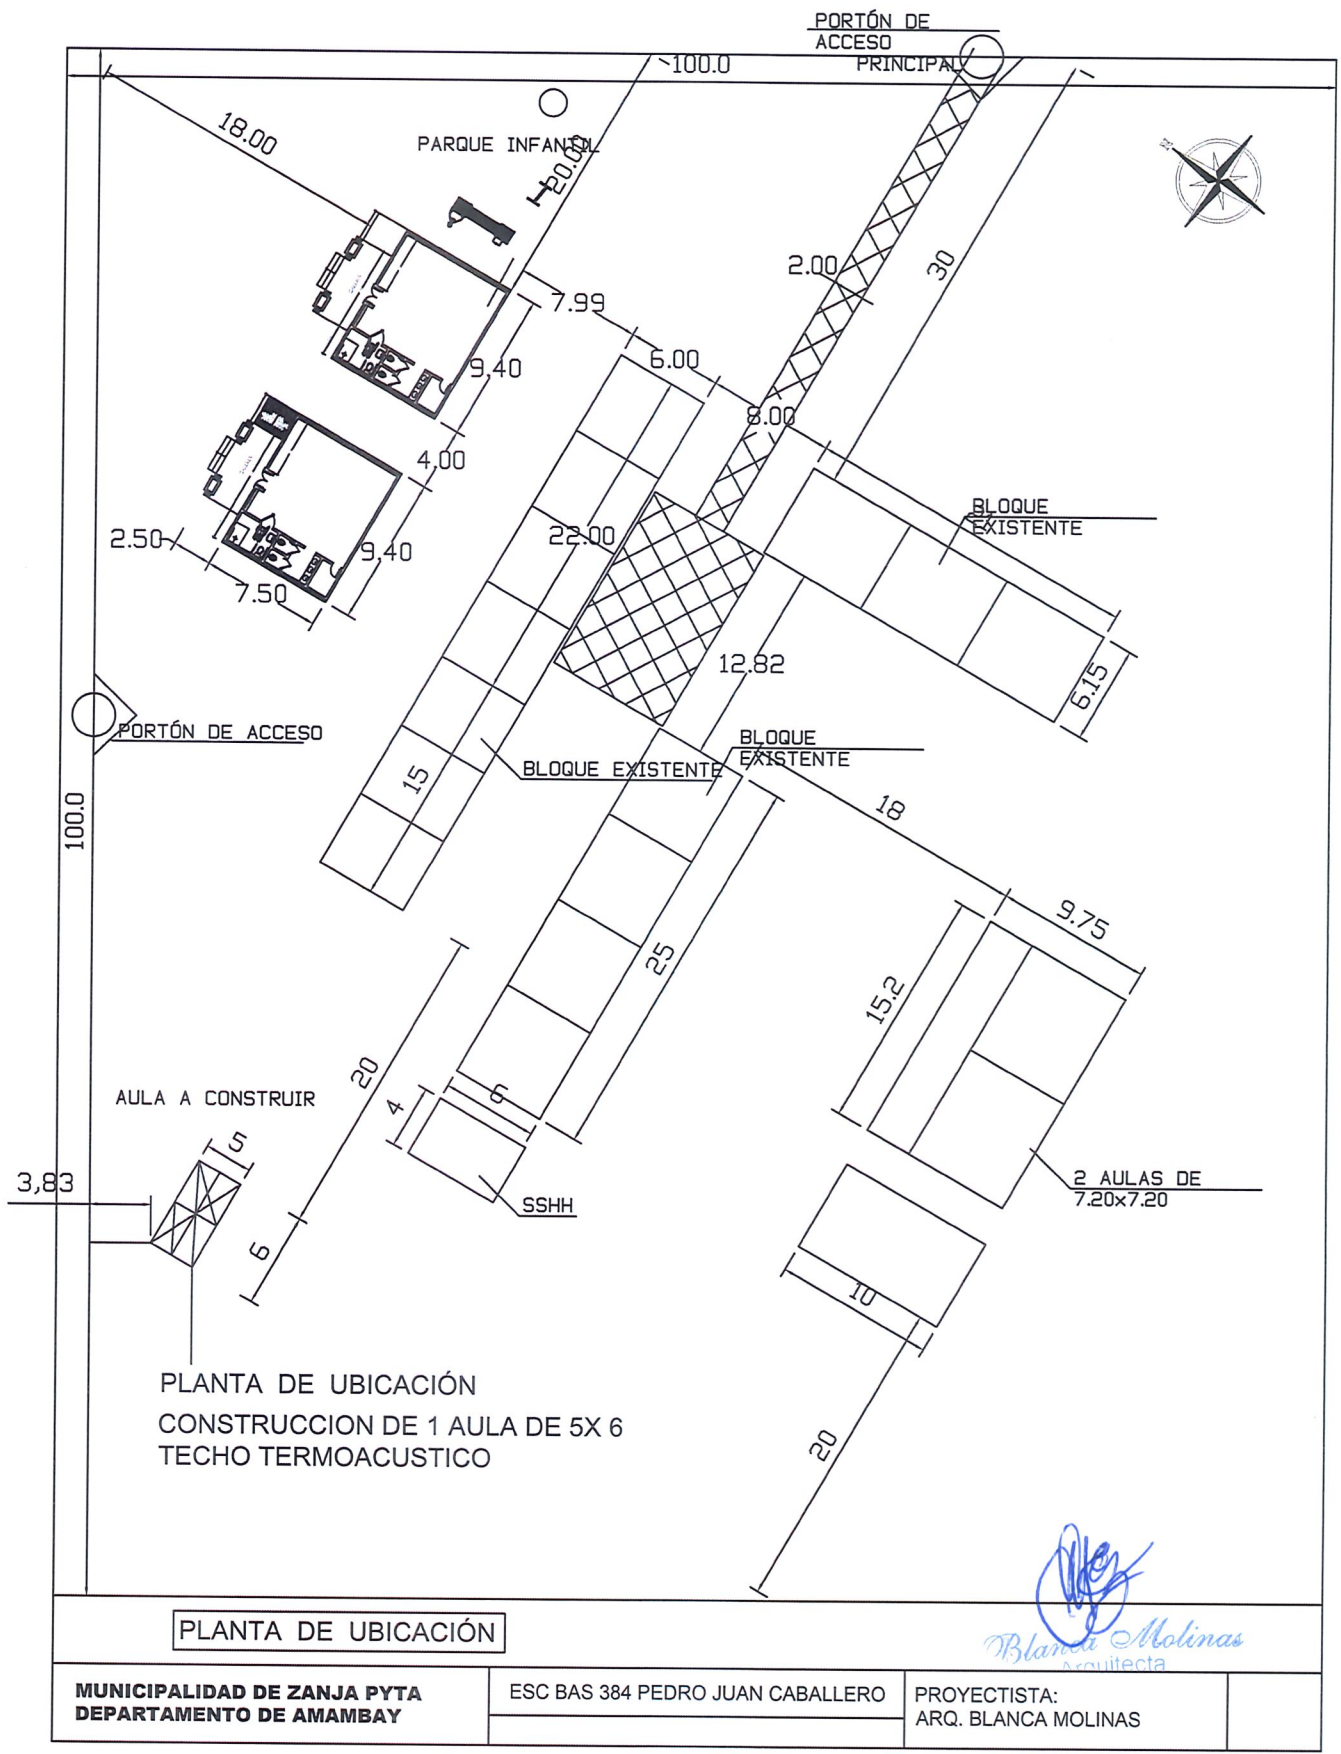 PORTÓN DE
ACCESO
PRINCIPAL
100.0
18.00
PARQUE INFANTIL
20.00
N
30
2.00
7.99
6.00
9,40
8.00
4,00
BLOQUE
EXISTENTE
22.00
2.50
9,40
7.50
12.82
6.15
PORTÓN DE ACCESO
BLOQUE
EXISTENTE
BLOQUE EXISTENTE
15
18
100.0
9.75
25
15.2
20
AULA A CONSTRUIR
4
6
5
3,83
2 AULAS DE
7.20x7.20
SSHH
6
10
PLANTA DE UBICACIÓN
CONSTRUCCION DE 1 AULA DE 5X 6
TECHO TERMOACUSTICO
20
PLANTA DE UBICACIÓN
Blanca Molinas
Arquitecta
MUNICIPALIDAD DE ZANJA PYTA
DEPARTAMENTO DE AMAMBAY
ESC BAS 384 PEDRO JUAN CABALLERO
PROYECTISTA:
ARQ. BLANCA MOLINAS